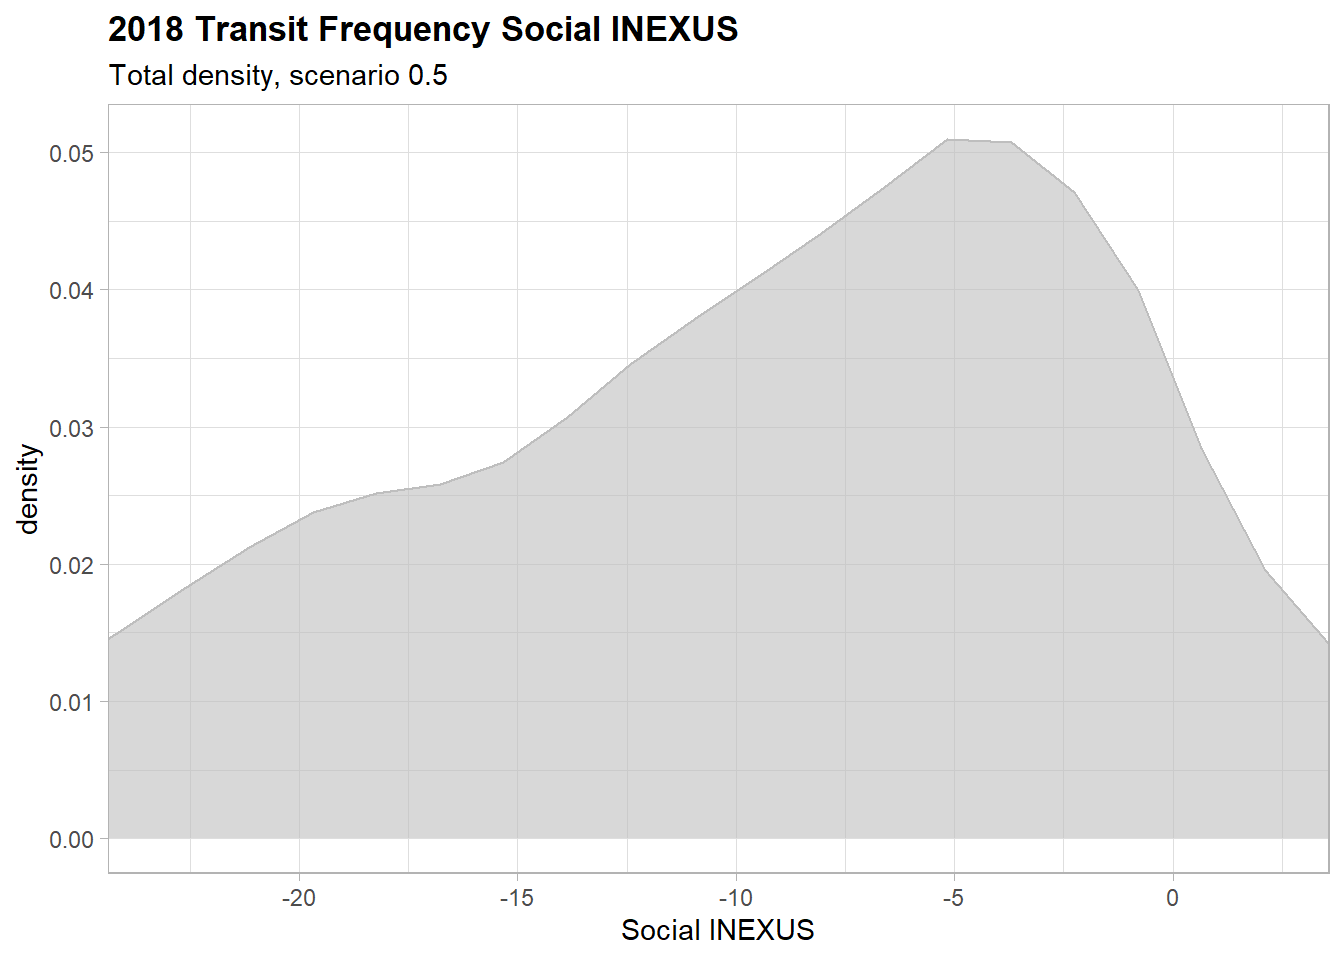 2018 Transit Frequency Social INEXUS
Total density, scenario 0.5
0.05
0.04
0.03
0.02
0.01
0.00
density
-20 -15 -10 -5 0
Social INEXUS